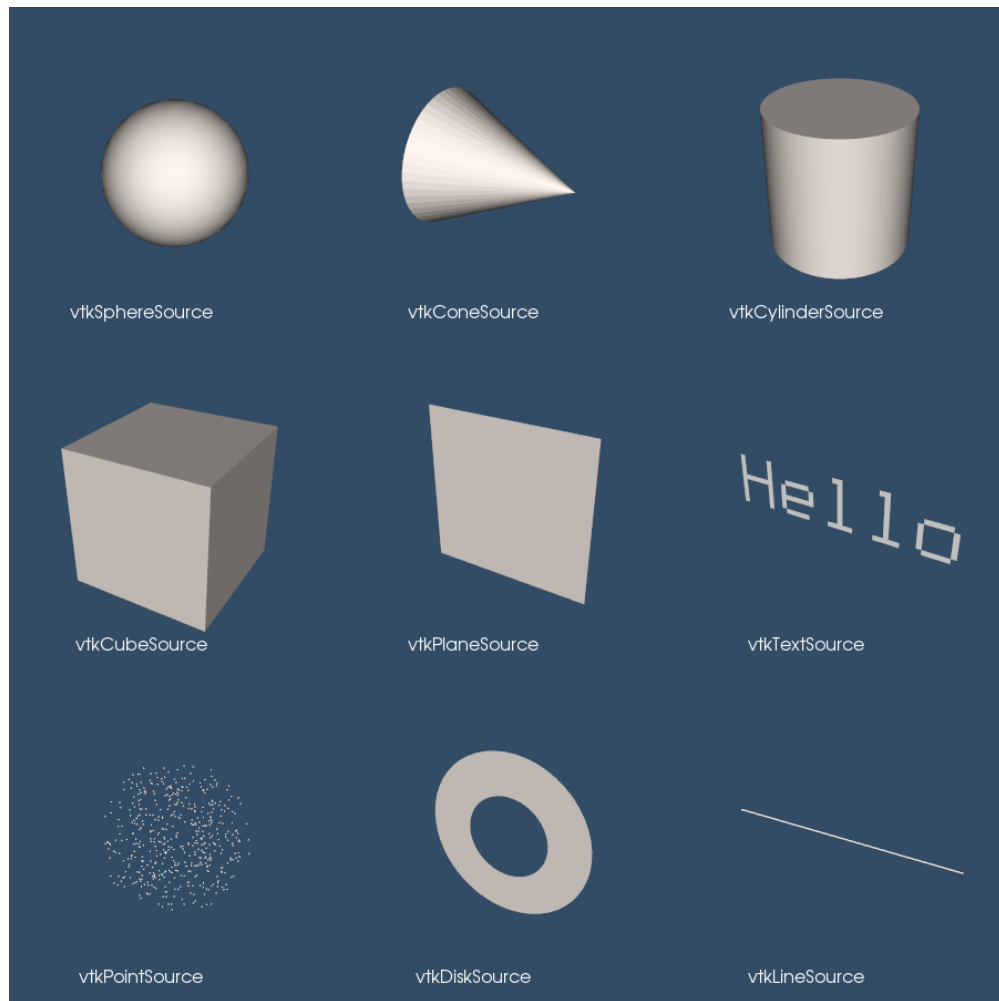 vtkSphereSource
vtkConeSource
vtkCylinderSource
Hello
vtkCubeSource
vtkPlaneSource
vtkTextSource
vtkPointSource
vtkDiskSource
vtkLineSource